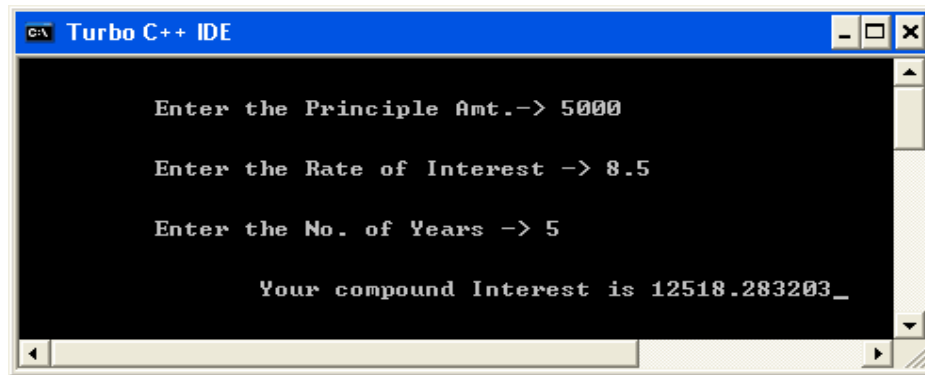 Turbo C++ IDE
Enter the Principle Amt.-> 5000
Enter the Rate of Interest -> 8.5
Enter the No. of Years -> 5
Your compound Interest is 12518.283203_